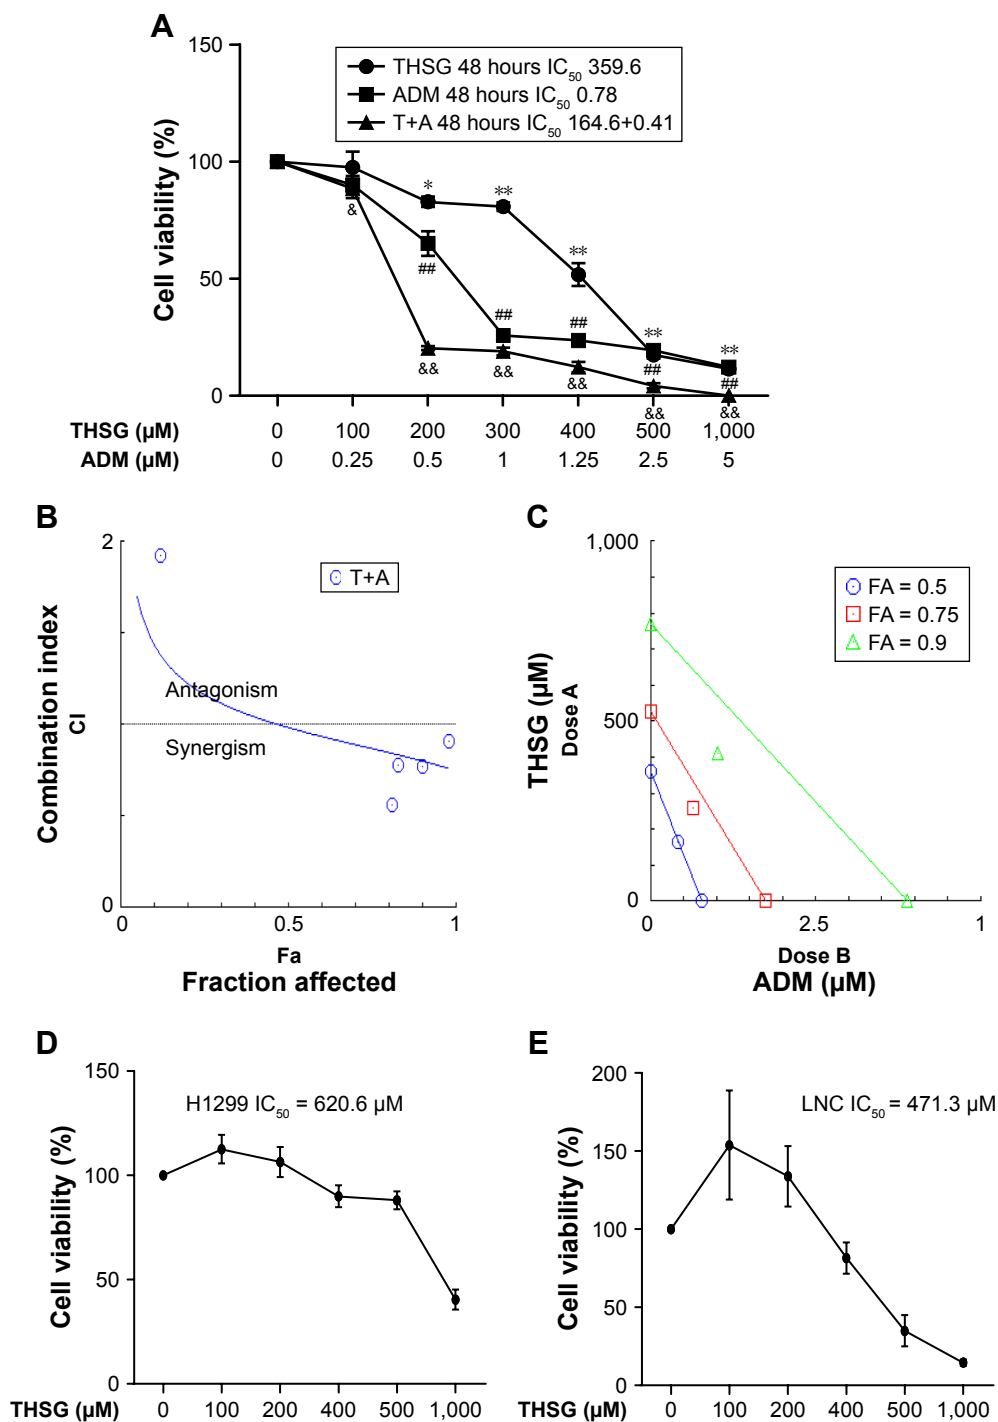 A
150
100
50
0
Cell viability (%)
THSG 48 hours IC50 359.6
ADM 48 hours IC50 0.78
T+A 48 hours IC50 164.6+0.41
* ** ** ** **
## ## ## ## ##
& && && && && &&
THSG (µM) 0 100 200 300 400 500 1,000
ADM (µM) 0 0.25 0.5 1 1.25 2.5 5
B
2
0
Combination index
CI
T+A
Antagonism
Synergism
0 0.5 1
Fa
Fraction affected
C
1,000
500
0
THSG (µM)
Dose A
FA = 0.5
FA = 0.75
FA = 0.9
0 2.5 1
Dose B
ADM (µM)
D
150
100
50
0
Cell viability (%)
H1299 IC50 = 620.6 µM
THSG (µM) 0 100 200 400 500 1,000
E
200
150
100
50
0
Cell viability (%)
LNC IC50 = 471.3 µM
THSG (µM) 0 100 200 400 500 1,000